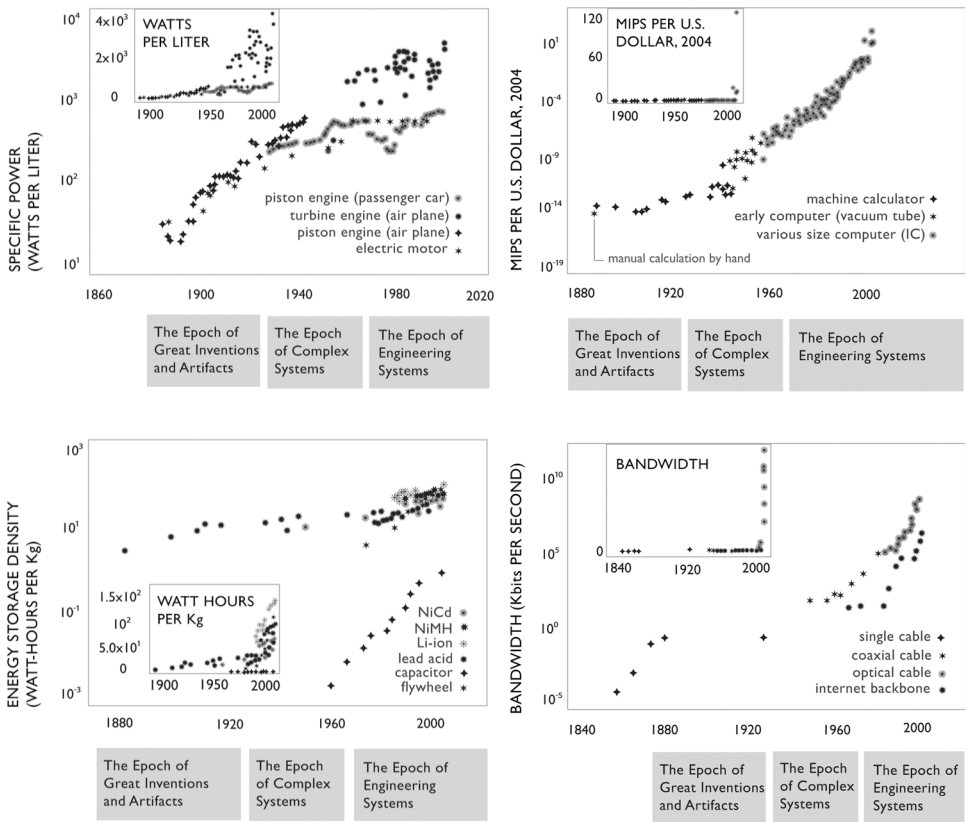 SPECIFIC POWER
(WATTS PER LITER)
10⁴
10³
10²
10¹
4x10³
2x10³
0
WATTS
PER LITER
1900
1950
2000
piston engine (passenger car)
turbine engine (air plane)
piston engine (air plane)
electric motor
1860
1900
1940
1980
2020
The Epoch of
Great Inventions
and Artifacts
The Epoch
of Complex
Systems
The Epoch of
Engineering
Systems
MIPS PER U.S. DOLLAR, 2004
10¹
10⁻⁴
10⁻⁹
10⁻¹⁴
10⁻¹⁹
120
60
0
MIPS PER U.S.
DOLLAR, 2004
1900
1950
2000
machine calculator
early computer (vacuum tube)
various size computer (IC)
manual calculation by hand
1880
1920
1960
2000
The Epoch of
Great Inventions
and Artifacts
The Epoch
of Complex
Systems
The Epoch of
Engineering Systems
ENERGY STORAGE DENSITY
(WATT-HOURS PER Kg)
10³
10¹
10⁻¹
10⁻³
1.5x10²
10²
5.0x10¹
0
WATT HOURS
PER Kg
1900
1950
2000
NiCd
NiMH
Li-ion
lead acid
capacitor
flywheel
1880
1920
1960
2000
The Epoch of
Great Inventions
and Artifacts
The Epoch
of Complex
Systems
The Epoch of
Engineering
Systems
BANDWIDTH (Kbits PER SECOND)
10¹⁰
10⁵
10⁰
10⁻⁵
BANDWIDTH
0
1840
1920
2000
single cable
coaxial cable
optical cable
internet backbone
1840
1880
1920
1960
2000
The Epoch of
Great Inventions
and Artifacts
The Epoch
of Complex
Systems
The Epoch of
Engineering
Systems